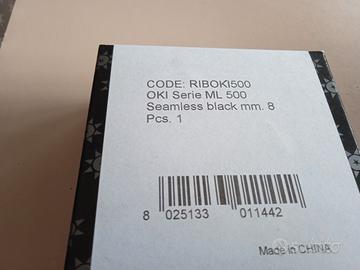 CODE: RIBOKI500
OKI Serie ML 500
Seamless black mm. 8
Pcs. 1
8 025133 011442
Made in CHINA